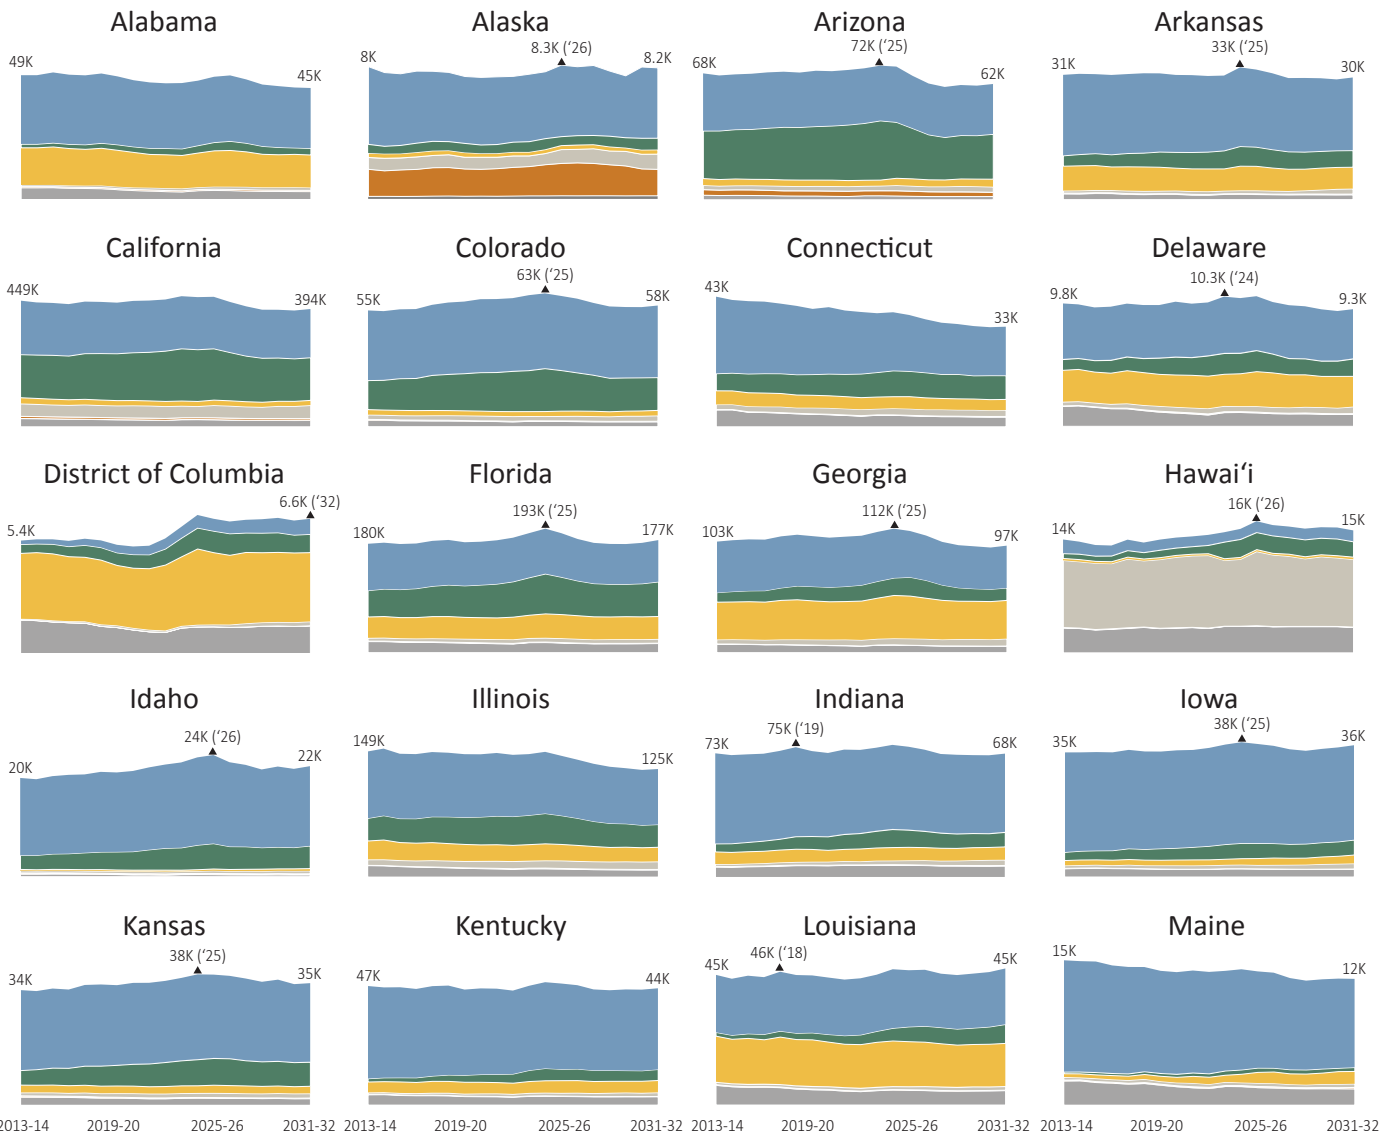 Alabama
Alaska
Arizona
Arkansas
49K
45K
8K
8.3K (‘26)
8.2K
68K
72K (‘25)
62K
31K
33K (‘25)
30K
California
Colorado
Connecticut
Delaware
449K
394K
55K
63K (‘25)
58K
43K
33K
9.8K
10.3K (‘24)
9.3K
District of Columbia
Florida
Georgia
Hawai‘i
5.4K
6.6K (‘32)
180K
193K (‘25)
177K
103K
112K (‘25)
97K
14K
16K (‘26)
15K
Idaho
Illinois
Indiana
Iowa
20K
24K (‘26)
22K
149K
125K
73K
75K (‘19)
68K
35K
38K (‘25)
36K
Kansas
Kentucky
Louisiana
Maine
34K
38K (‘25)
35K
47K
44K
45K
46K (‘18)
45K
15K
12K
2013-14 2019-20 2025-26 2031-32
2013-14 2019-20 2025-26 2031-32
2013-14 2019-20 2025-26 2031-32
2013-14 2019-20 2025-26 2031-32